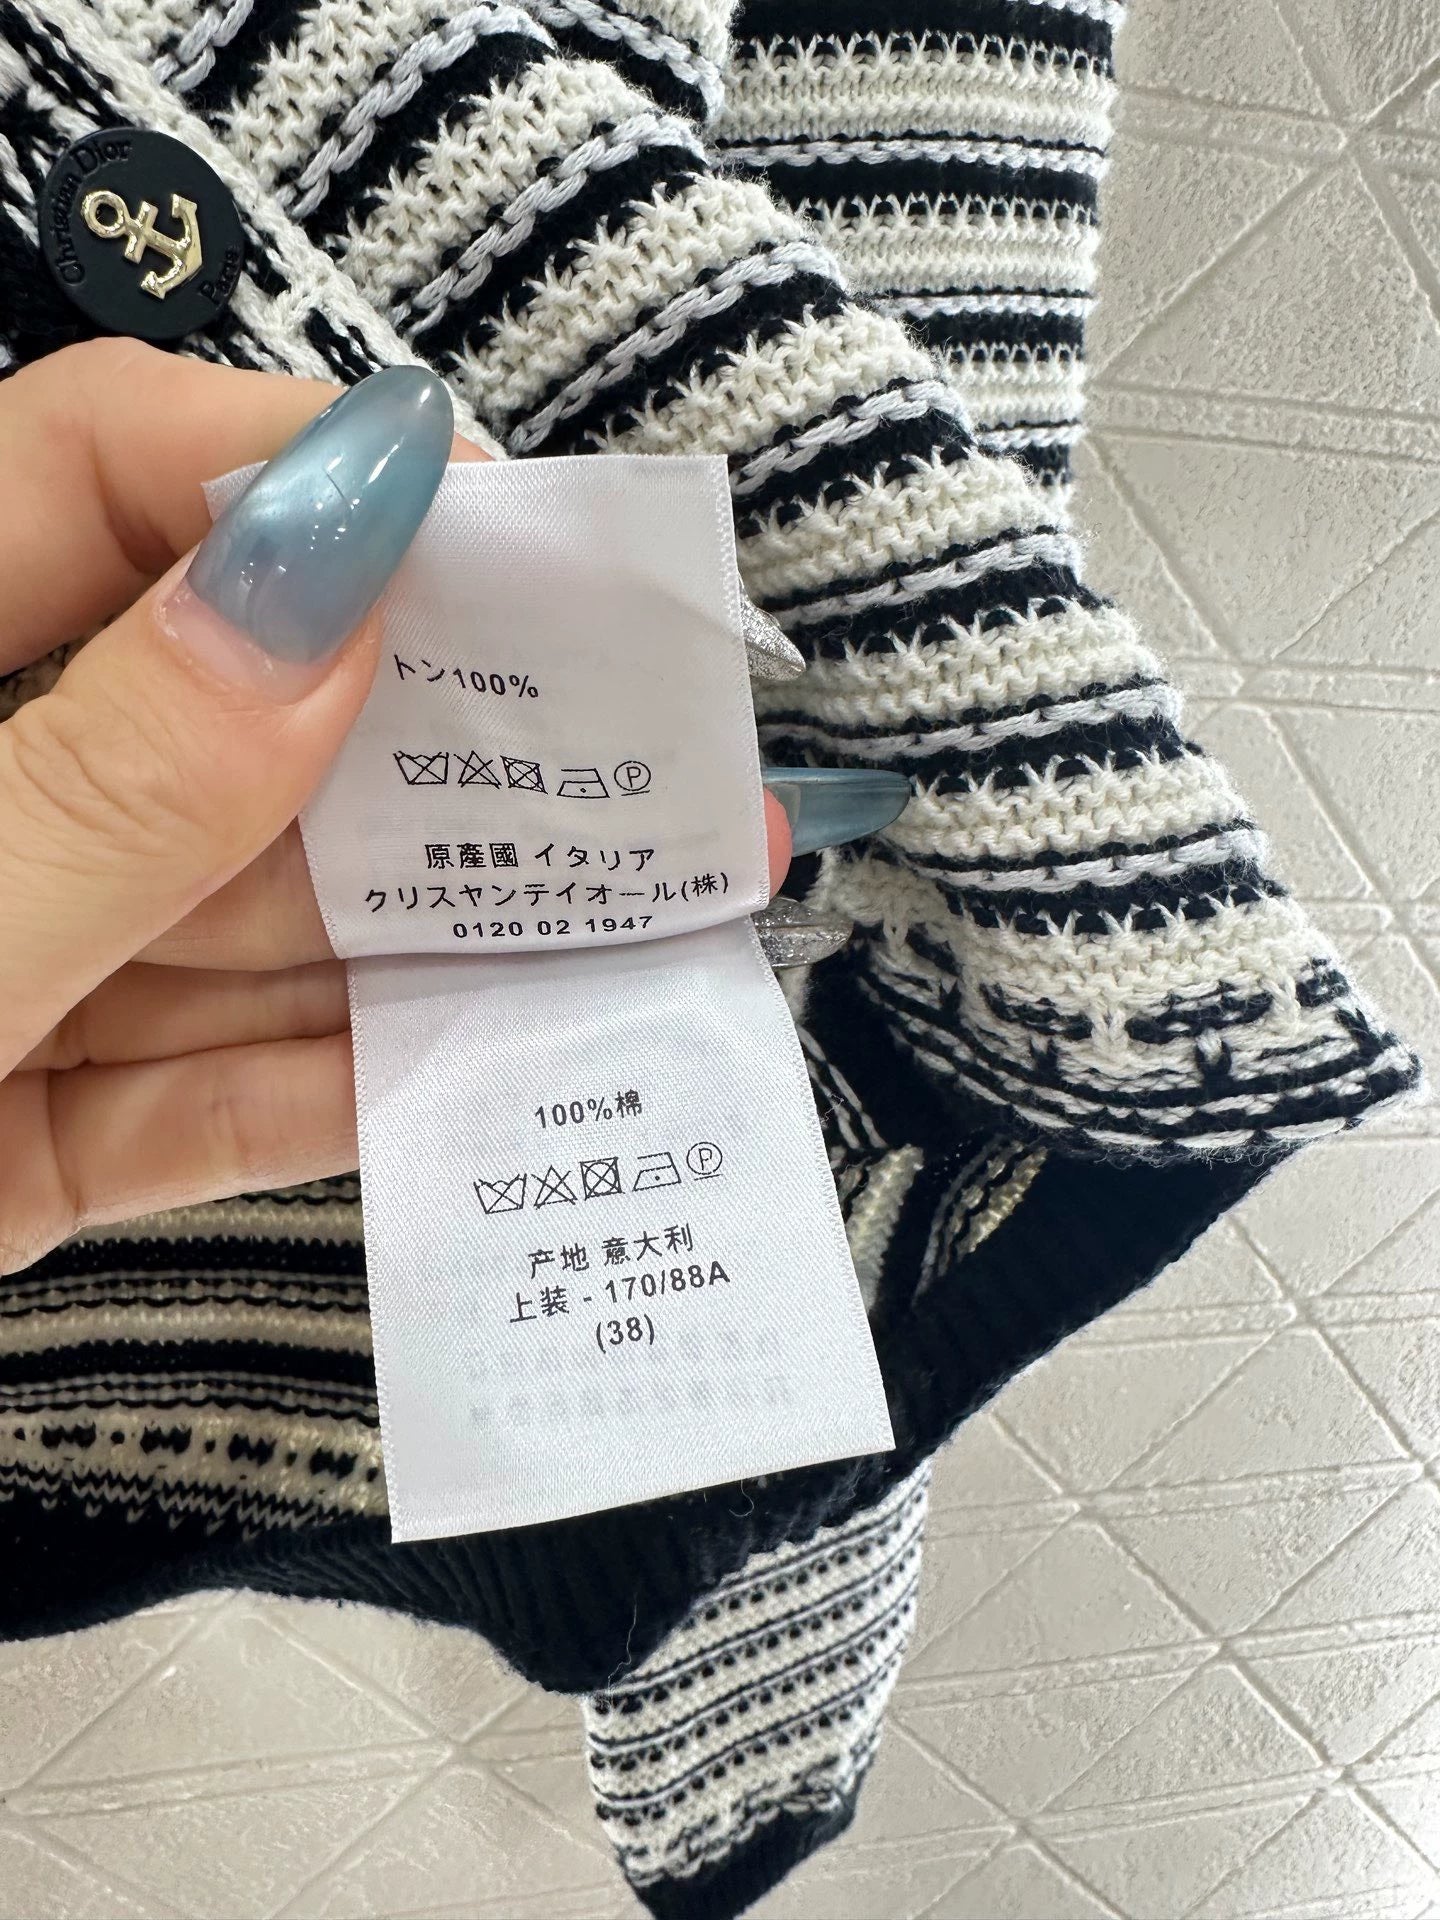 Christian Dior
Paris
トン100%
P
原產國 イタリア
クリスヤンテイオール(株)
0120 02 1947
100%棉
P
产地 意大利
上装 - 170/88A
(38)